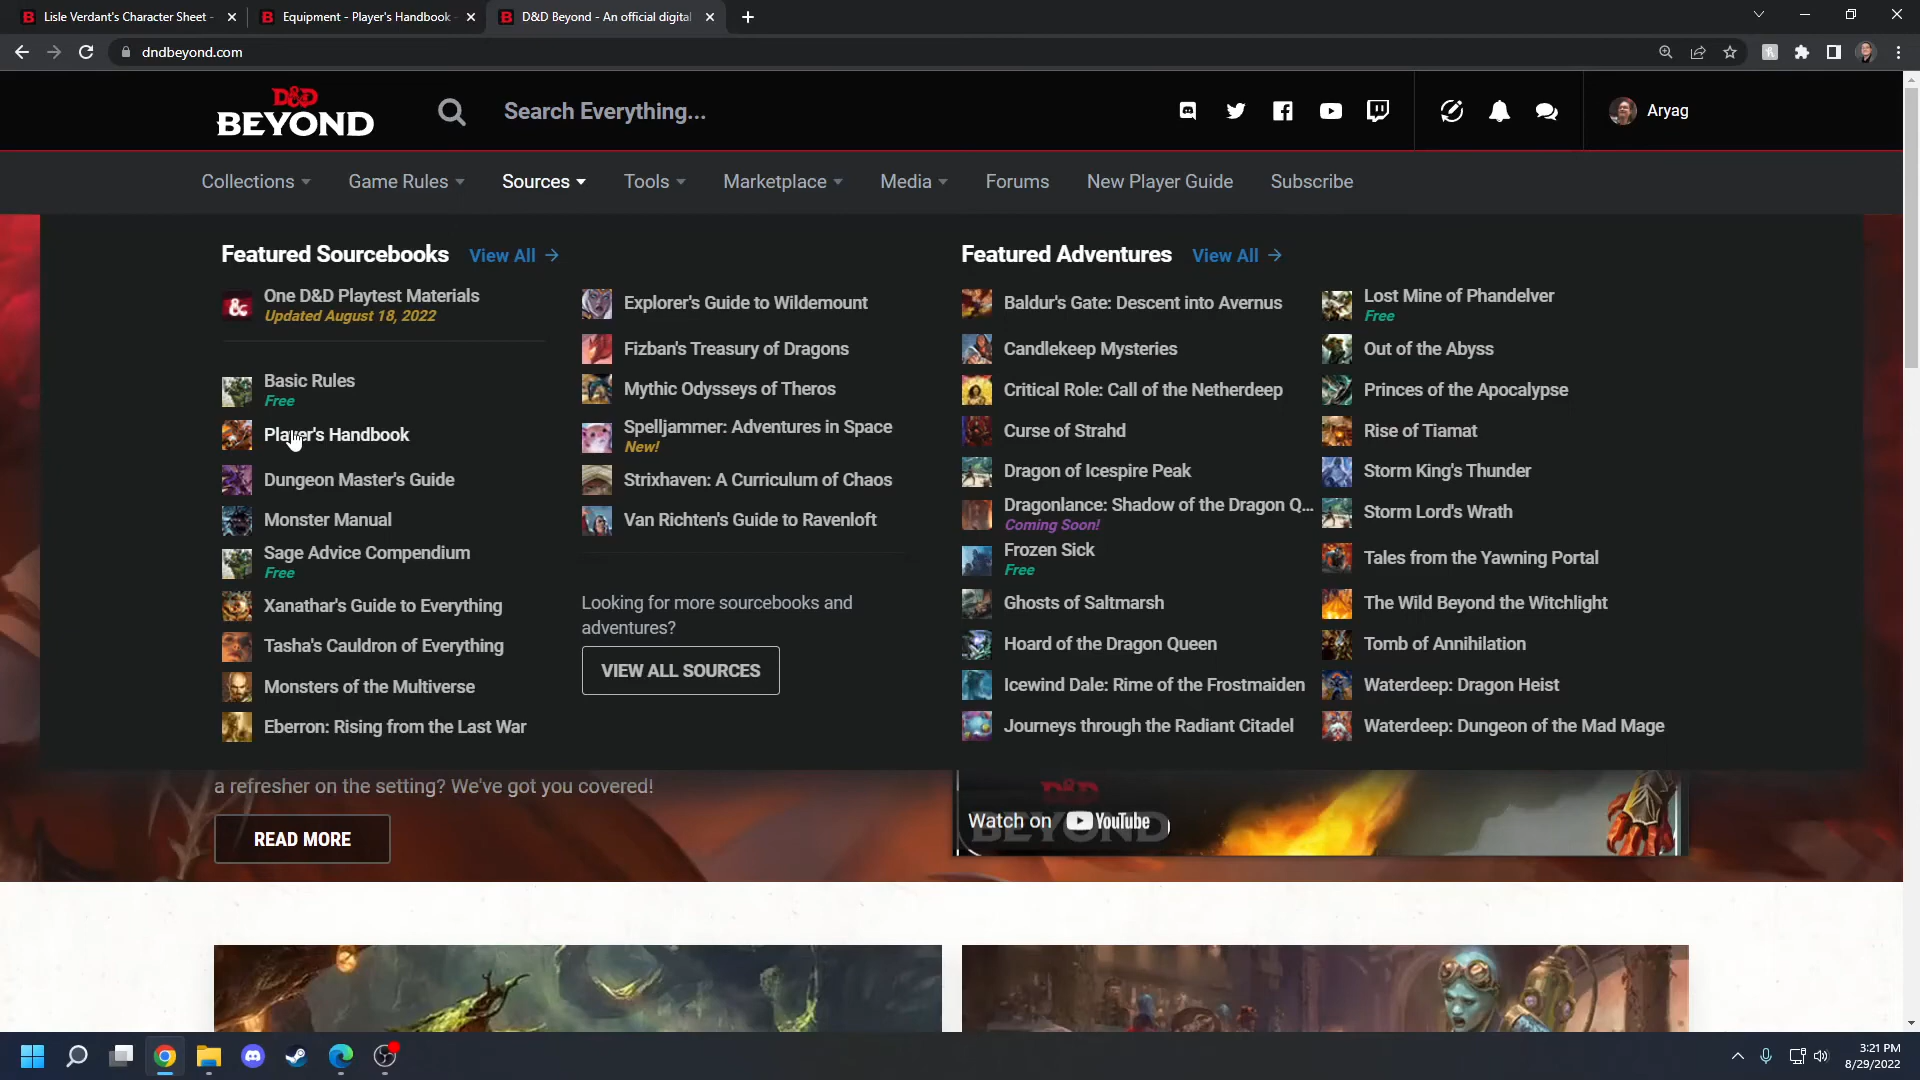 Lisle Verdant's Character Sheet -
Equipment - Player's Handbook -
D&D Beyond - An official digital
dndbeyond.com
D&D
BEYOND
Search Everything...
Aryag
Collections
Game Rules
Sources
Tools
Marketplace
Media
Forums
New Player Guide
Subscribe
Featured Sourcebooks View All
One D&D Playtest Materials
Updated August 18, 2022
Basic Rules
Free
Player's Handbook
Dungeon Master's Guide
Monster Manual
Sage Advice Compendium
Free
Xanathar's Guide to Everything
Tasha's Cauldron of Everything
Monsters of the Multiverse
Eberron: Rising from the Last War
Explorer's Guide to Wildemount
Fizban's Treasury of Dragons
Mythic Odysseys of Theros
Spelljammer: Adventures in Space
New!
Strixhaven: A Curriculum of Chaos
Van Richten's Guide to Ravenloft
Looking for more sourcebooks and
adventures?
VIEW ALL SOURCES
Featured Adventures View All
Baldur's Gate: Descent into Avernus
Candlekeep Mysteries
Critical Role: Call of the Netherdeep
Curse of Strahd
Dragon of Icespire Peak
Dragonlance: Shadow of the Dragon Q...
Coming Soon!
Frozen Sick
Free
Ghosts of Saltmarsh
Hoard of the Dragon Queen
Icewind Dale: Rime of the Frostmaiden
Journeys through the Radiant Citadel
Lost Mine of Phandelver
Free
Out of the Abyss
Princes of the Apocalypse
Rise of Tiamat
Storm King's Thunder
Storm Lord's Wrath
Tales from the Yawning Portal
The Wild Beyond the Witchlight
Tomb of Annihilation
Waterdeep: Dragon Heist
Waterdeep: Dungeon of the Mad Mage
a refresher on the setting? We've got you covered!
READ MORE
D&D
BEYOND
Watch on YouTube
3:21 PM
8/29/2022